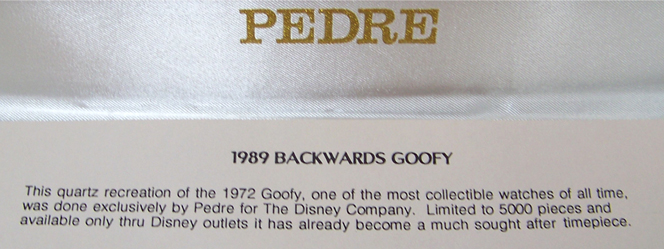 PEDRE
1989 BACKWARDS GOOFY
This quartz recreation of the 1972 Goofy, one of the most collectible watches of all time,
was done exclusively by Pedre for The Disney Company. Limited to 5000 pieces and
available only thru Disney outlets it has already become a much sought after timepiece.